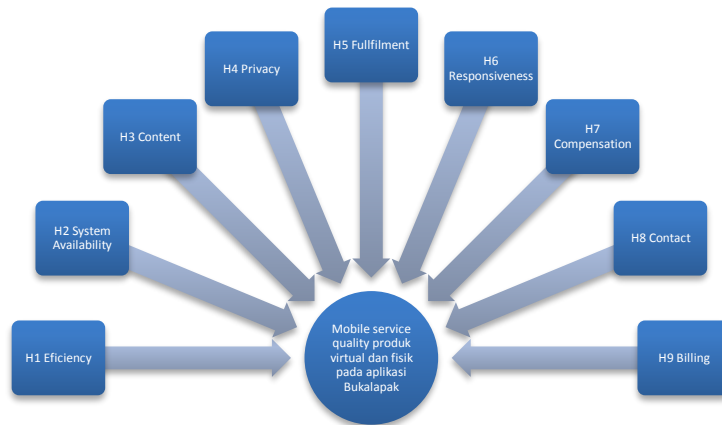 H5 Fullfilment
H4 Privacy
H6
Responsiveness
H3 Content
H7
Compensation
H2 System
Availability
H8 Contact
H1 Eficiency
Mobile service
quality produk
virtual dan fisik
pada aplikasi
Bukalapak
H9 Billing